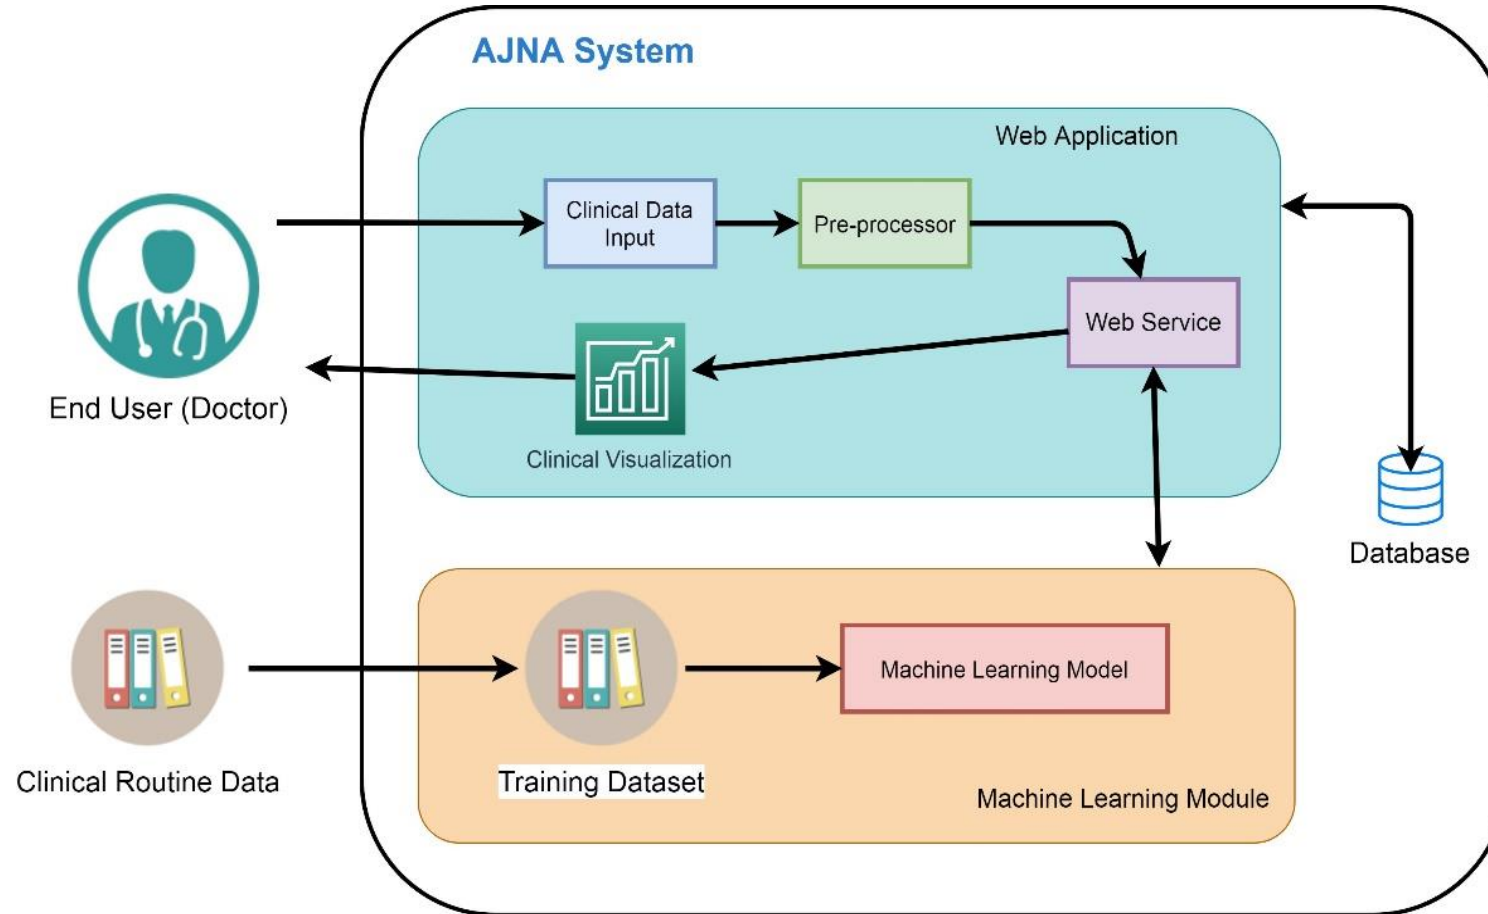 AJNA System
Web Application
Clinical Data
Input
Pre-processor
Web Service
End User (Doctor)
Clinical Visualization
Database
Machine Learning Model
Clinical Routine Data
Training Dataset
Machine Learning Module